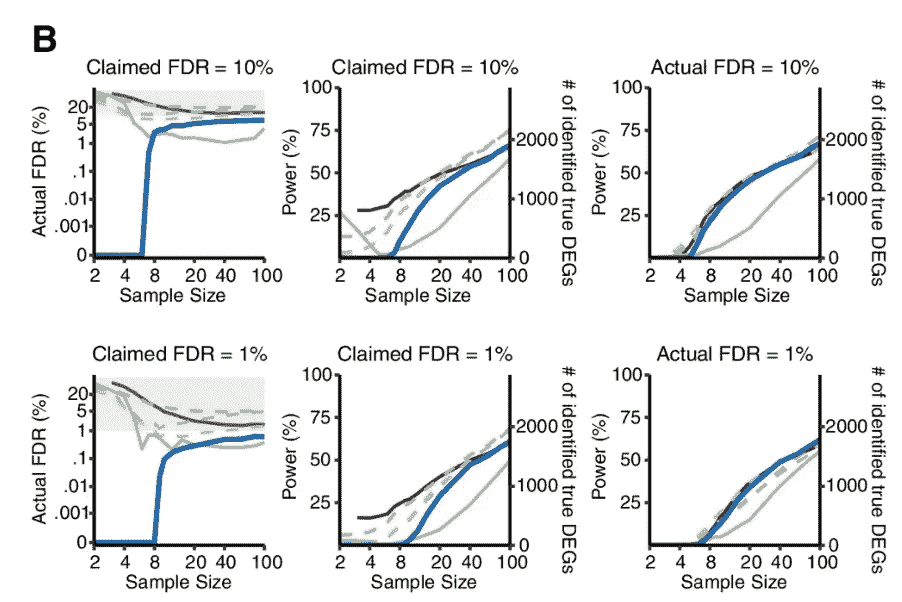 B
Claimed FDR = 10%
Claimed FDR = 10%
Actual FDR = 10%
Actual FDR (%)
20
5
1
.1
.01
.001
0
2 4 8 20 40 100
Sample Size
Power (%)
100
75
50
25
2000
1000
0
# of identified true DEGs
2 4 8 20 40 100
Sample Size
Power (%)
100
75
50
25
2000
1000
0
# of identified true DEGs
2 4 8 20 40 100
Sample Size
Claimed FDR = 1%
Claimed FDR = 1%
Actual FDR = 1%
Actual FDR (%)
20
5
1
.1
.01
.001
0
2 4 8 20 40 100
Sample Size
Power (%)
100
75
50
25
2000
1000
0
# of identified true DEGs
2 4 8 20 40 100
Sample Size
Power (%)
100
75
50
25
2000
1000
0
# of identified true DEGs
2 4 8 20 40 100
Sample Size